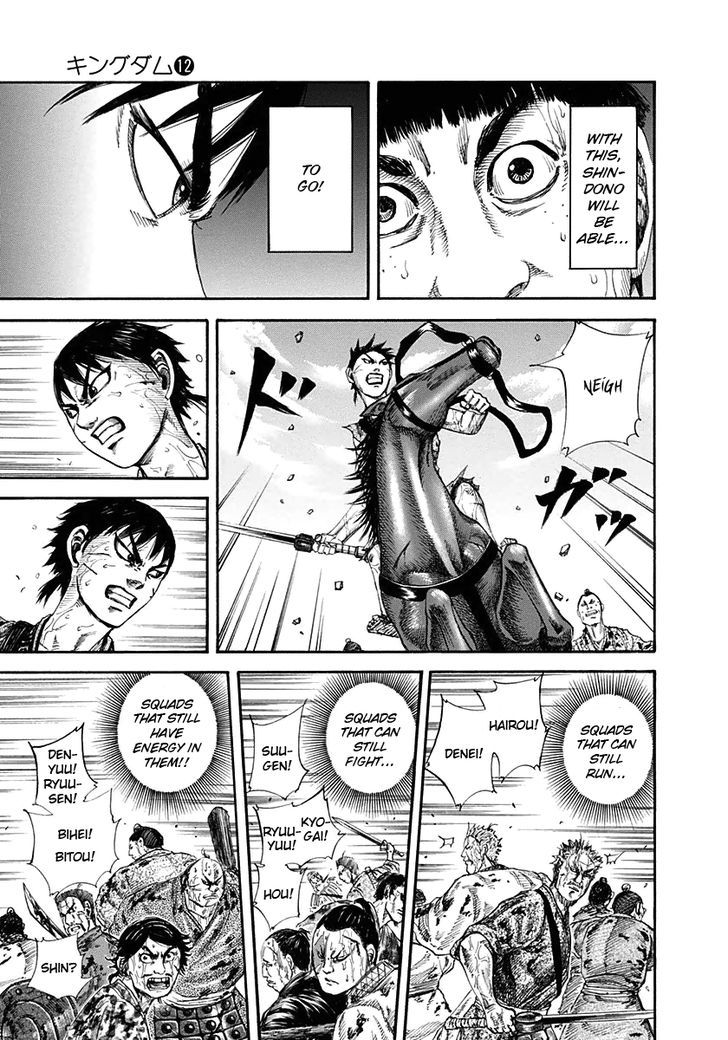 キングダム⓬
WITH
THIS,
SHIN-
DONO
WILL
BE
ABLE...
TO
GO!
NEIGH
ガッ
ドド
SQUADS
THAT CAN
STILL
RUN...
HAIROU!
DENEI!
SQUADS
THAT CAN
STILL
FIGHT...
SUU-
GEN!
KYO-
GAI!
RYUU-
YUU!
HOU!
SQUADS
THAT STILL
HAVE
ENERGY IN
THEM!!
DEN-
YUU!
RYUU-
SEN!
BIHEI!
BITOU!
SHIN?